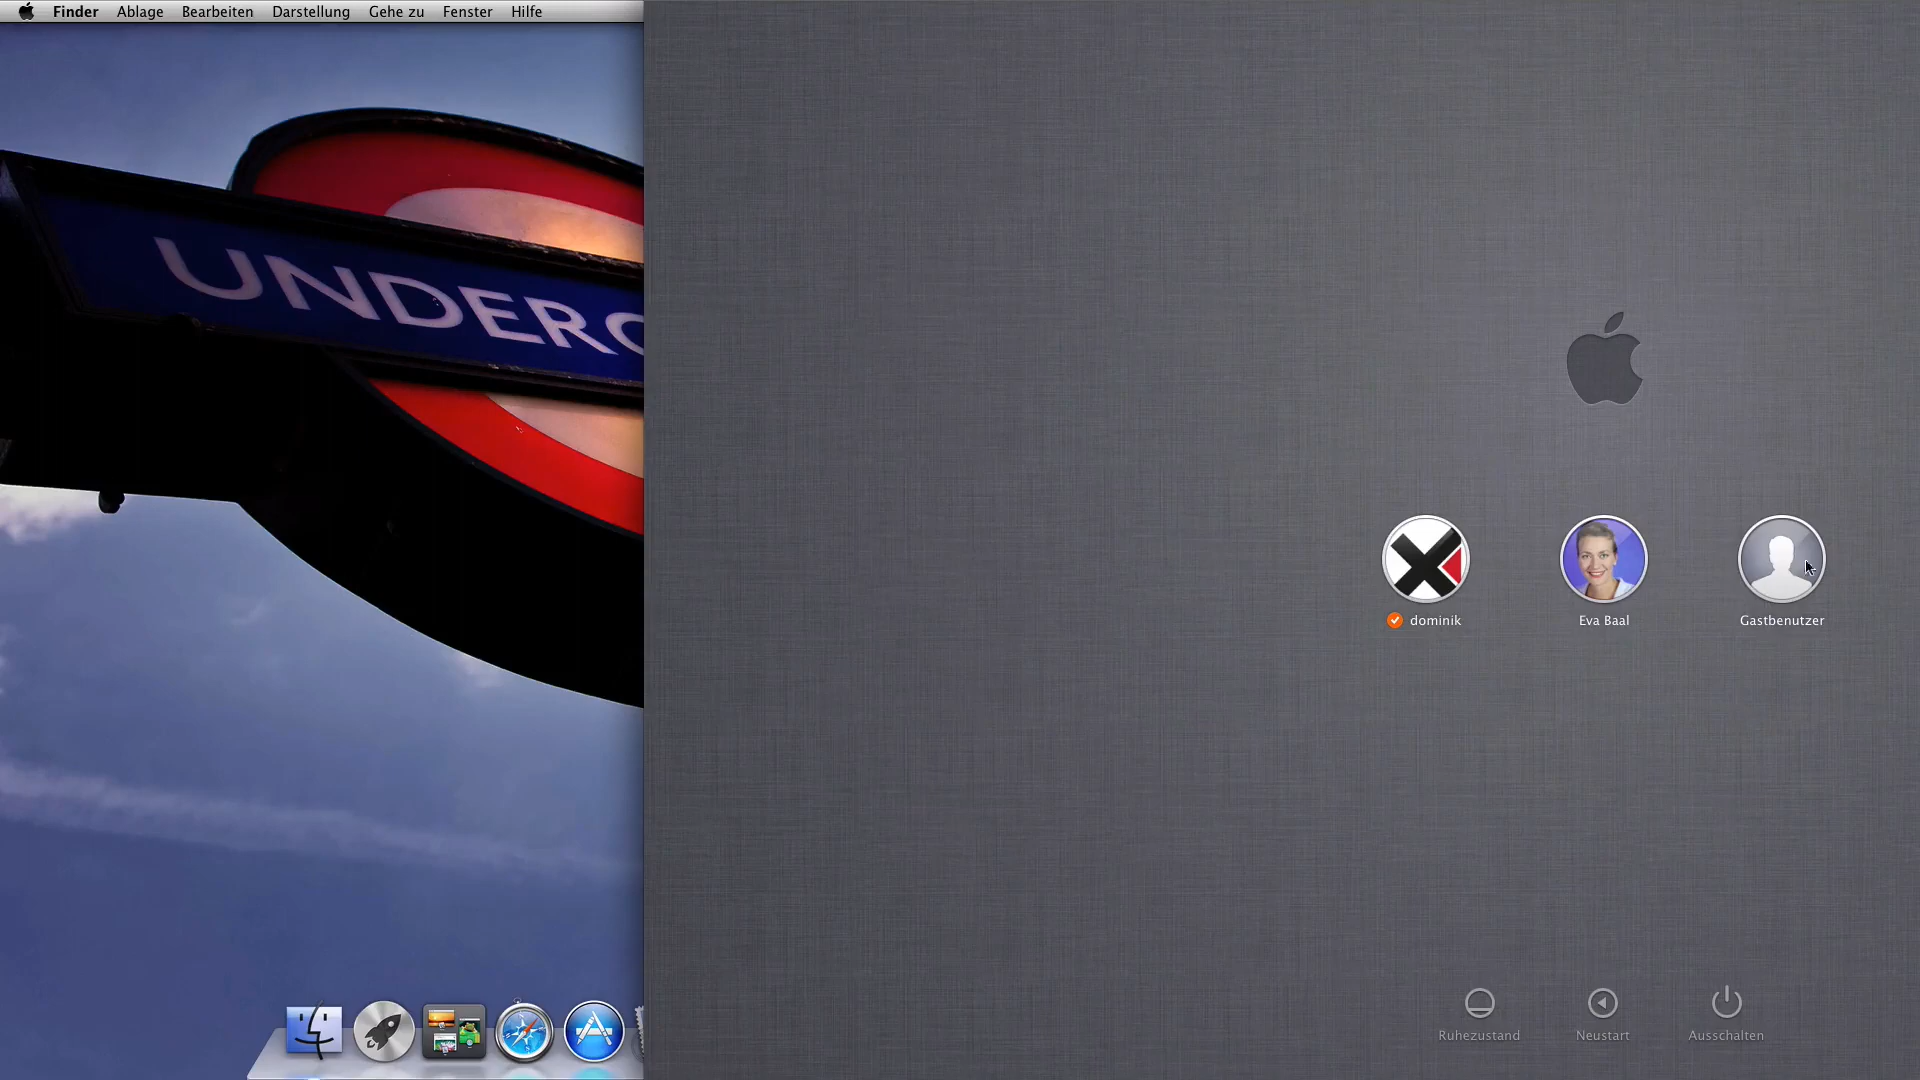 Finder Ablage Bearbeiten Darstellung Gehe zu Fenster Hilfe
UNDERG
dominik
Eva Baal
Gastbenutzer
Ruhezustand
Neustart
Ausschalten